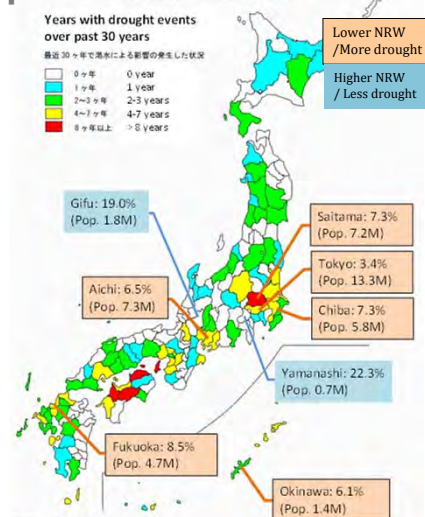 Years with drought events
over past 30 years
最近30ヶ年で渇水による影響の発生した状況
0ヶ年 0 year
1ヶ年 1 year
2～3ヶ年 2-3 years
4～7ヶ年 4-7 years
8ヶ年以上 >8 years
Lower NRW
/More drought
Higher NRW
/ Less drought
Gifu: 19.0%
(Pop. 1.8M)
Saitama: 7.3%
(Pop. 7.2M)
Tokyo: 3.4%
(Pop. 13.3M)
Aichi: 6.5%
(Pop. 7.3M)
Chiba: 7.3%
(Pop. 5.8M)
Yamanashi: 22.3%
(Pop. 0.7M)
Fukuoka: 8.5%
(Pop. 4.7M)
Okinawa: 6.1%
(Pop. 1.4M)